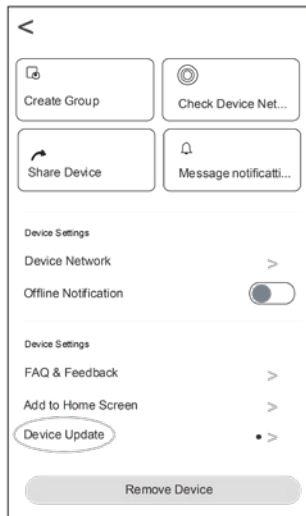 Create Group
Check Device Net...
Share Device
Message notificatti...
Device Settings
Device Network
Offline Notification
Device Settings
FAQ & Feedback
Add to Home Screen
Device Update
Remove Device